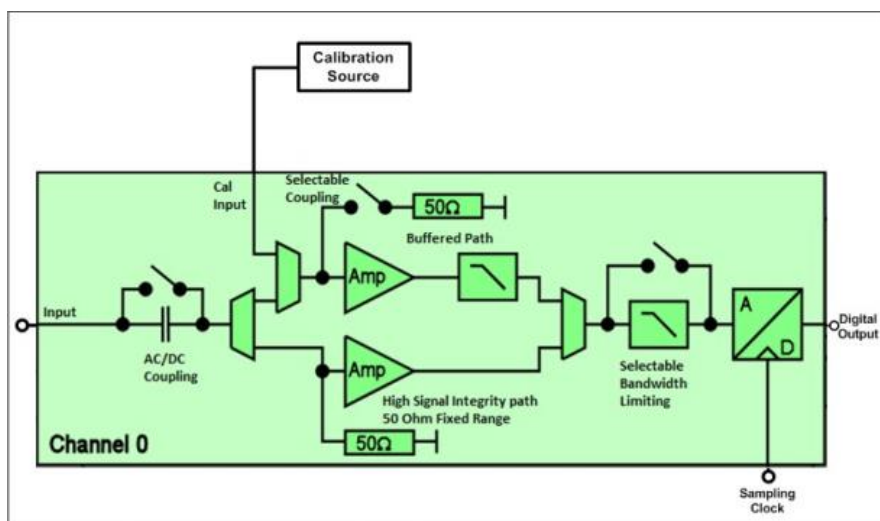 Calibration
Source
Cal
Input
Selectable
Coupling
50Ω
Buffered Path
Amp
Input
AC/DC
Coupling
Amp
High Signal Integrity path
50 Ohm Fixed Range
50Ω
Selectable
Bandwidth
Limiting
A
D
Digital
Output
Channel 0
Sampling
Clock